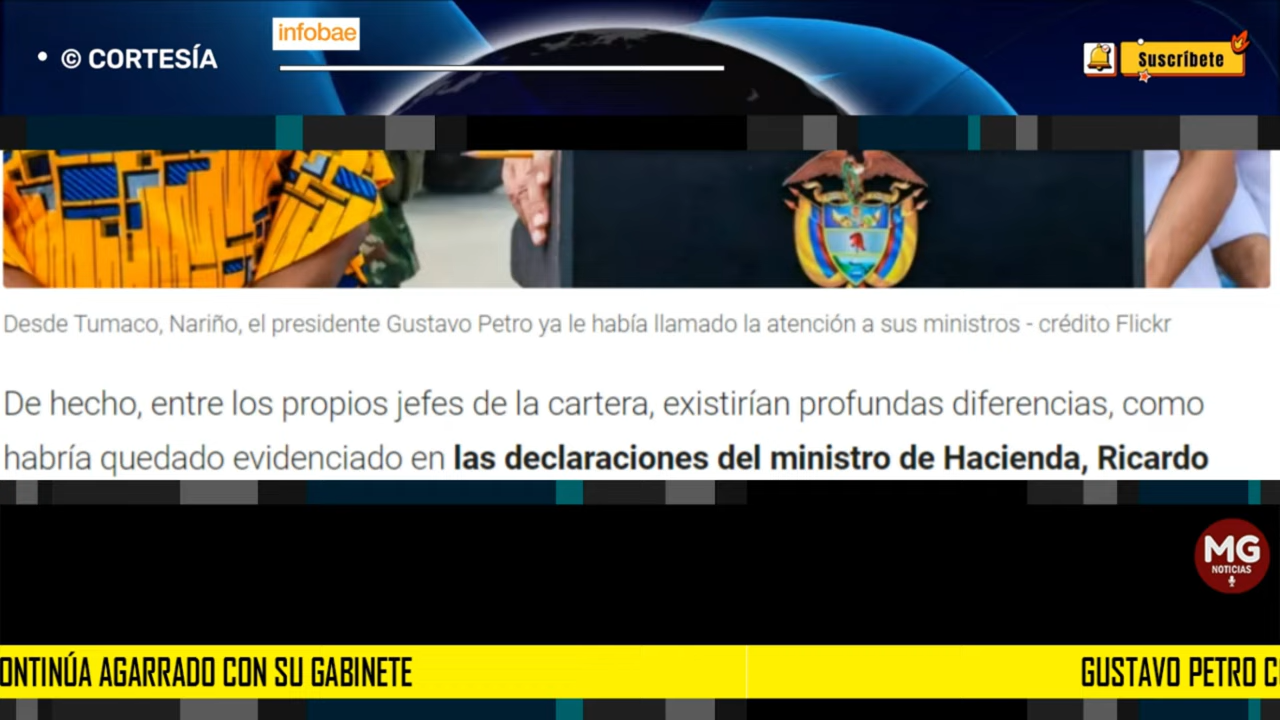 • © CORTESÍA
infobae
Suscríbete
Desde Tumaco, Nariño, el presidente Gustavo Petro ya le había llamado la atención a sus ministros - crédito Flickr
De hecho, entre los propios jefes de la cartera, existirían profundas diferencias, como
habría quedado evidenciado en las declaraciones del ministro de Hacienda, Ricardo
MG
NOTICIAS
ONTINÚA AGARRADO CON SU GABINETE
GUSTAVO PETRO C